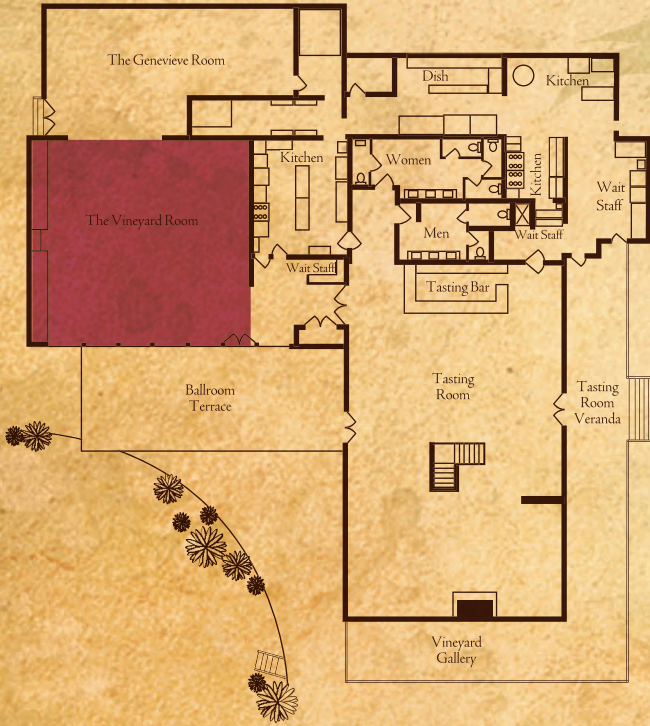 The Genevieve Room
Dish
Kitchen
Kitchen
Women
Kitchen
Wait
Staff
The Vineyard Room
Men
Wait Staff
Wait Staff
Tasting Bar
Ballroom
Terrace
Tasting
Room
Tasting
Room
Veranda
Vineyard
Gallery